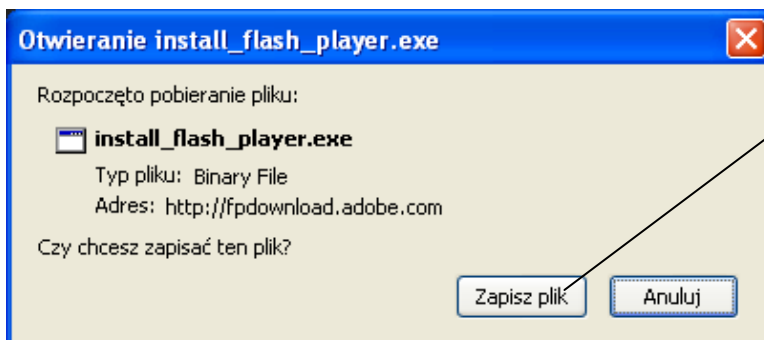 Otwieranie install_flash_player.exe
Rozpoczęto pobieranie pliku:
install_flash_player.exe
Typ pliku: Binary File
Adres: http://fpdownload.adobe.com
Czy chcesz zapisać ten plik?
Zapisz plik Anuluj